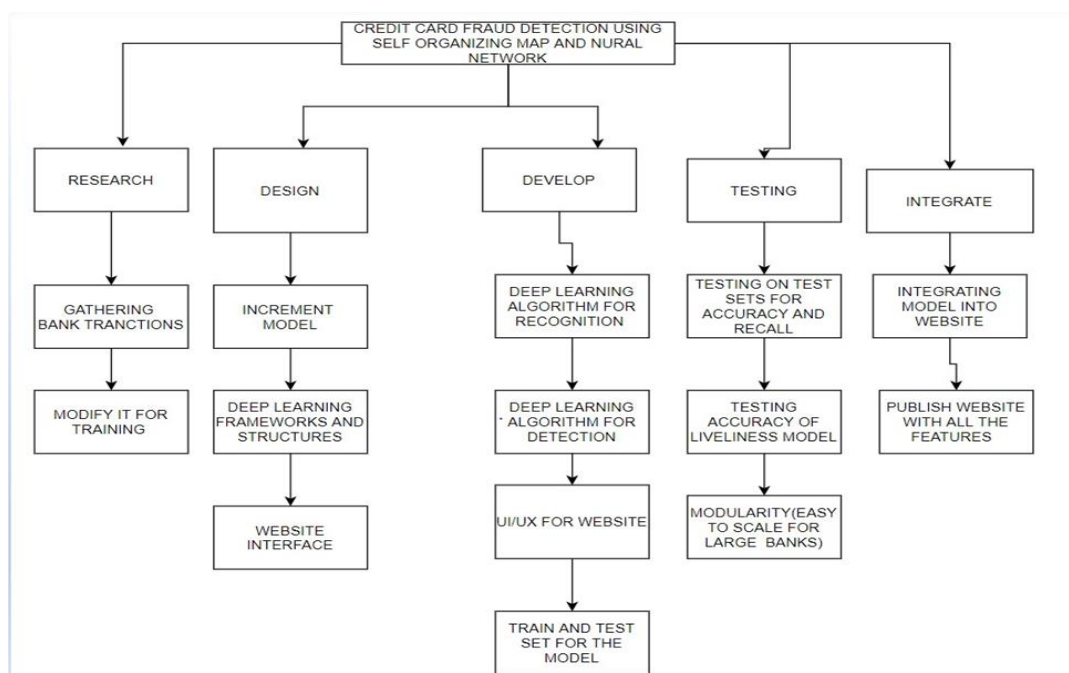 CREDIT CARD FRAUD DETECTION USING
SELF ORGANIZING MAP AND NURAL
NETWORK
RESEARCH
DESIGN
DEVELOP
TESTING
INTEGRATE
GATHERING
BANK TRANCTIONS
INCREMENT
MODEL
DEEP LEARNING
ALGORITHM FOR
RECOGNITION
TESTING ON TEST
SETS FOR
ACCURACY AND
RECALL
INTEGRATING
MODEL INTO
WEBSITE
MODIFY IT FOR
TRAINING
DEEP LEARNING
FRAMEWORKS AND
STRUCTURES
DEEP LEARNING
ALGORITHM FOR
DETECTION
TESTING
ACCURACY OF
LIVELINESS MODEL
PUBLISH WEBSITE
WITH ALL THE
FEATURES
WEBSITE
INTERFACE
UI/UX FOR WEBSITE
MODULARITY(EASY
TO SCALE FOR
LARGE BANKS)
TRAIN AND TEST
SET FOR THE
MODEL